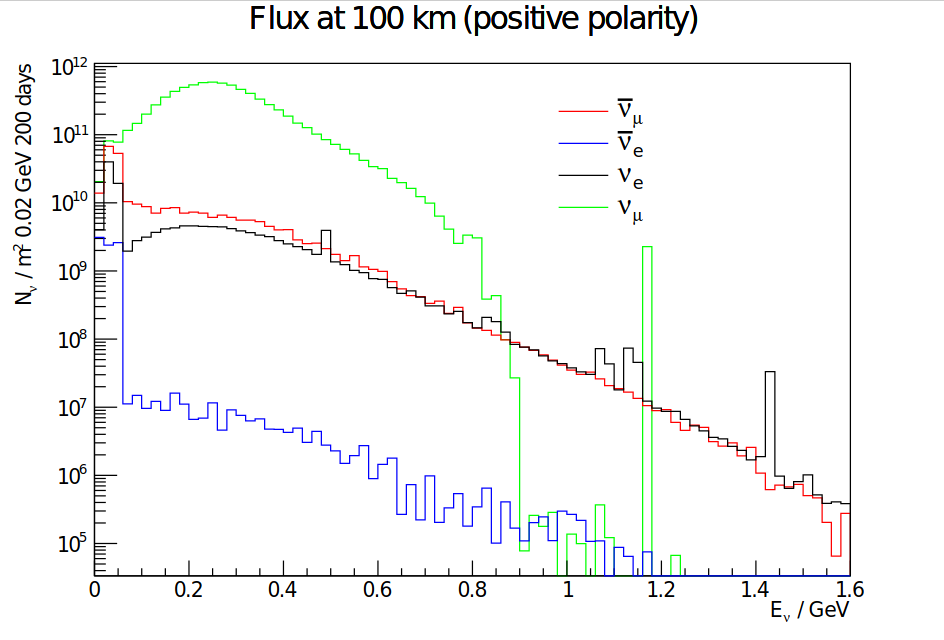 Flux at 100 km (positive polarity)
N_ν / m² 0.02 GeV 200 days
10¹²
10¹¹
10¹⁰
10⁹
10⁸
10⁷
10⁶
10⁵
ν̅_μ
ν̅_e
ν_e
ν_μ
0 0.2 0.4 0.6 0.8 1 1.2 1.4 1.6
E_ν / GeV